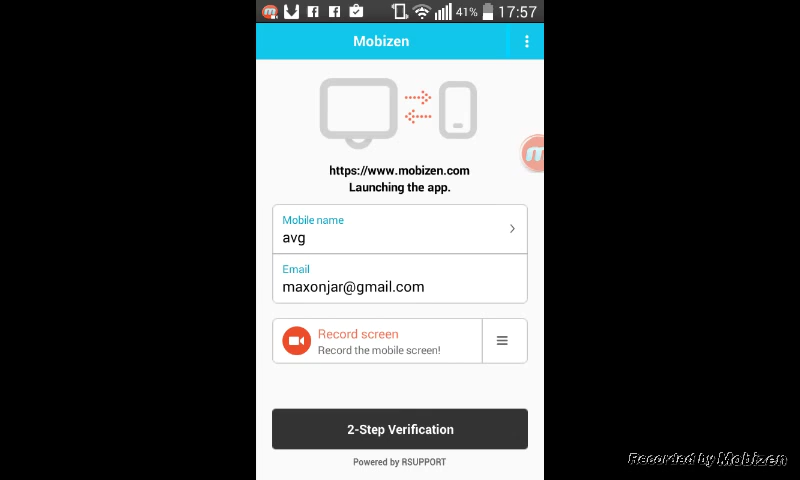 41% 17:57
Mobizen
https://www.mobizen.com
Launching the app.
Mobile name
avg
Email
maxonjar@gmail.com
Record screen
Record the mobile screen!
2-Step Verification
Powered by RSUPPORT
Recorded by Mobizen